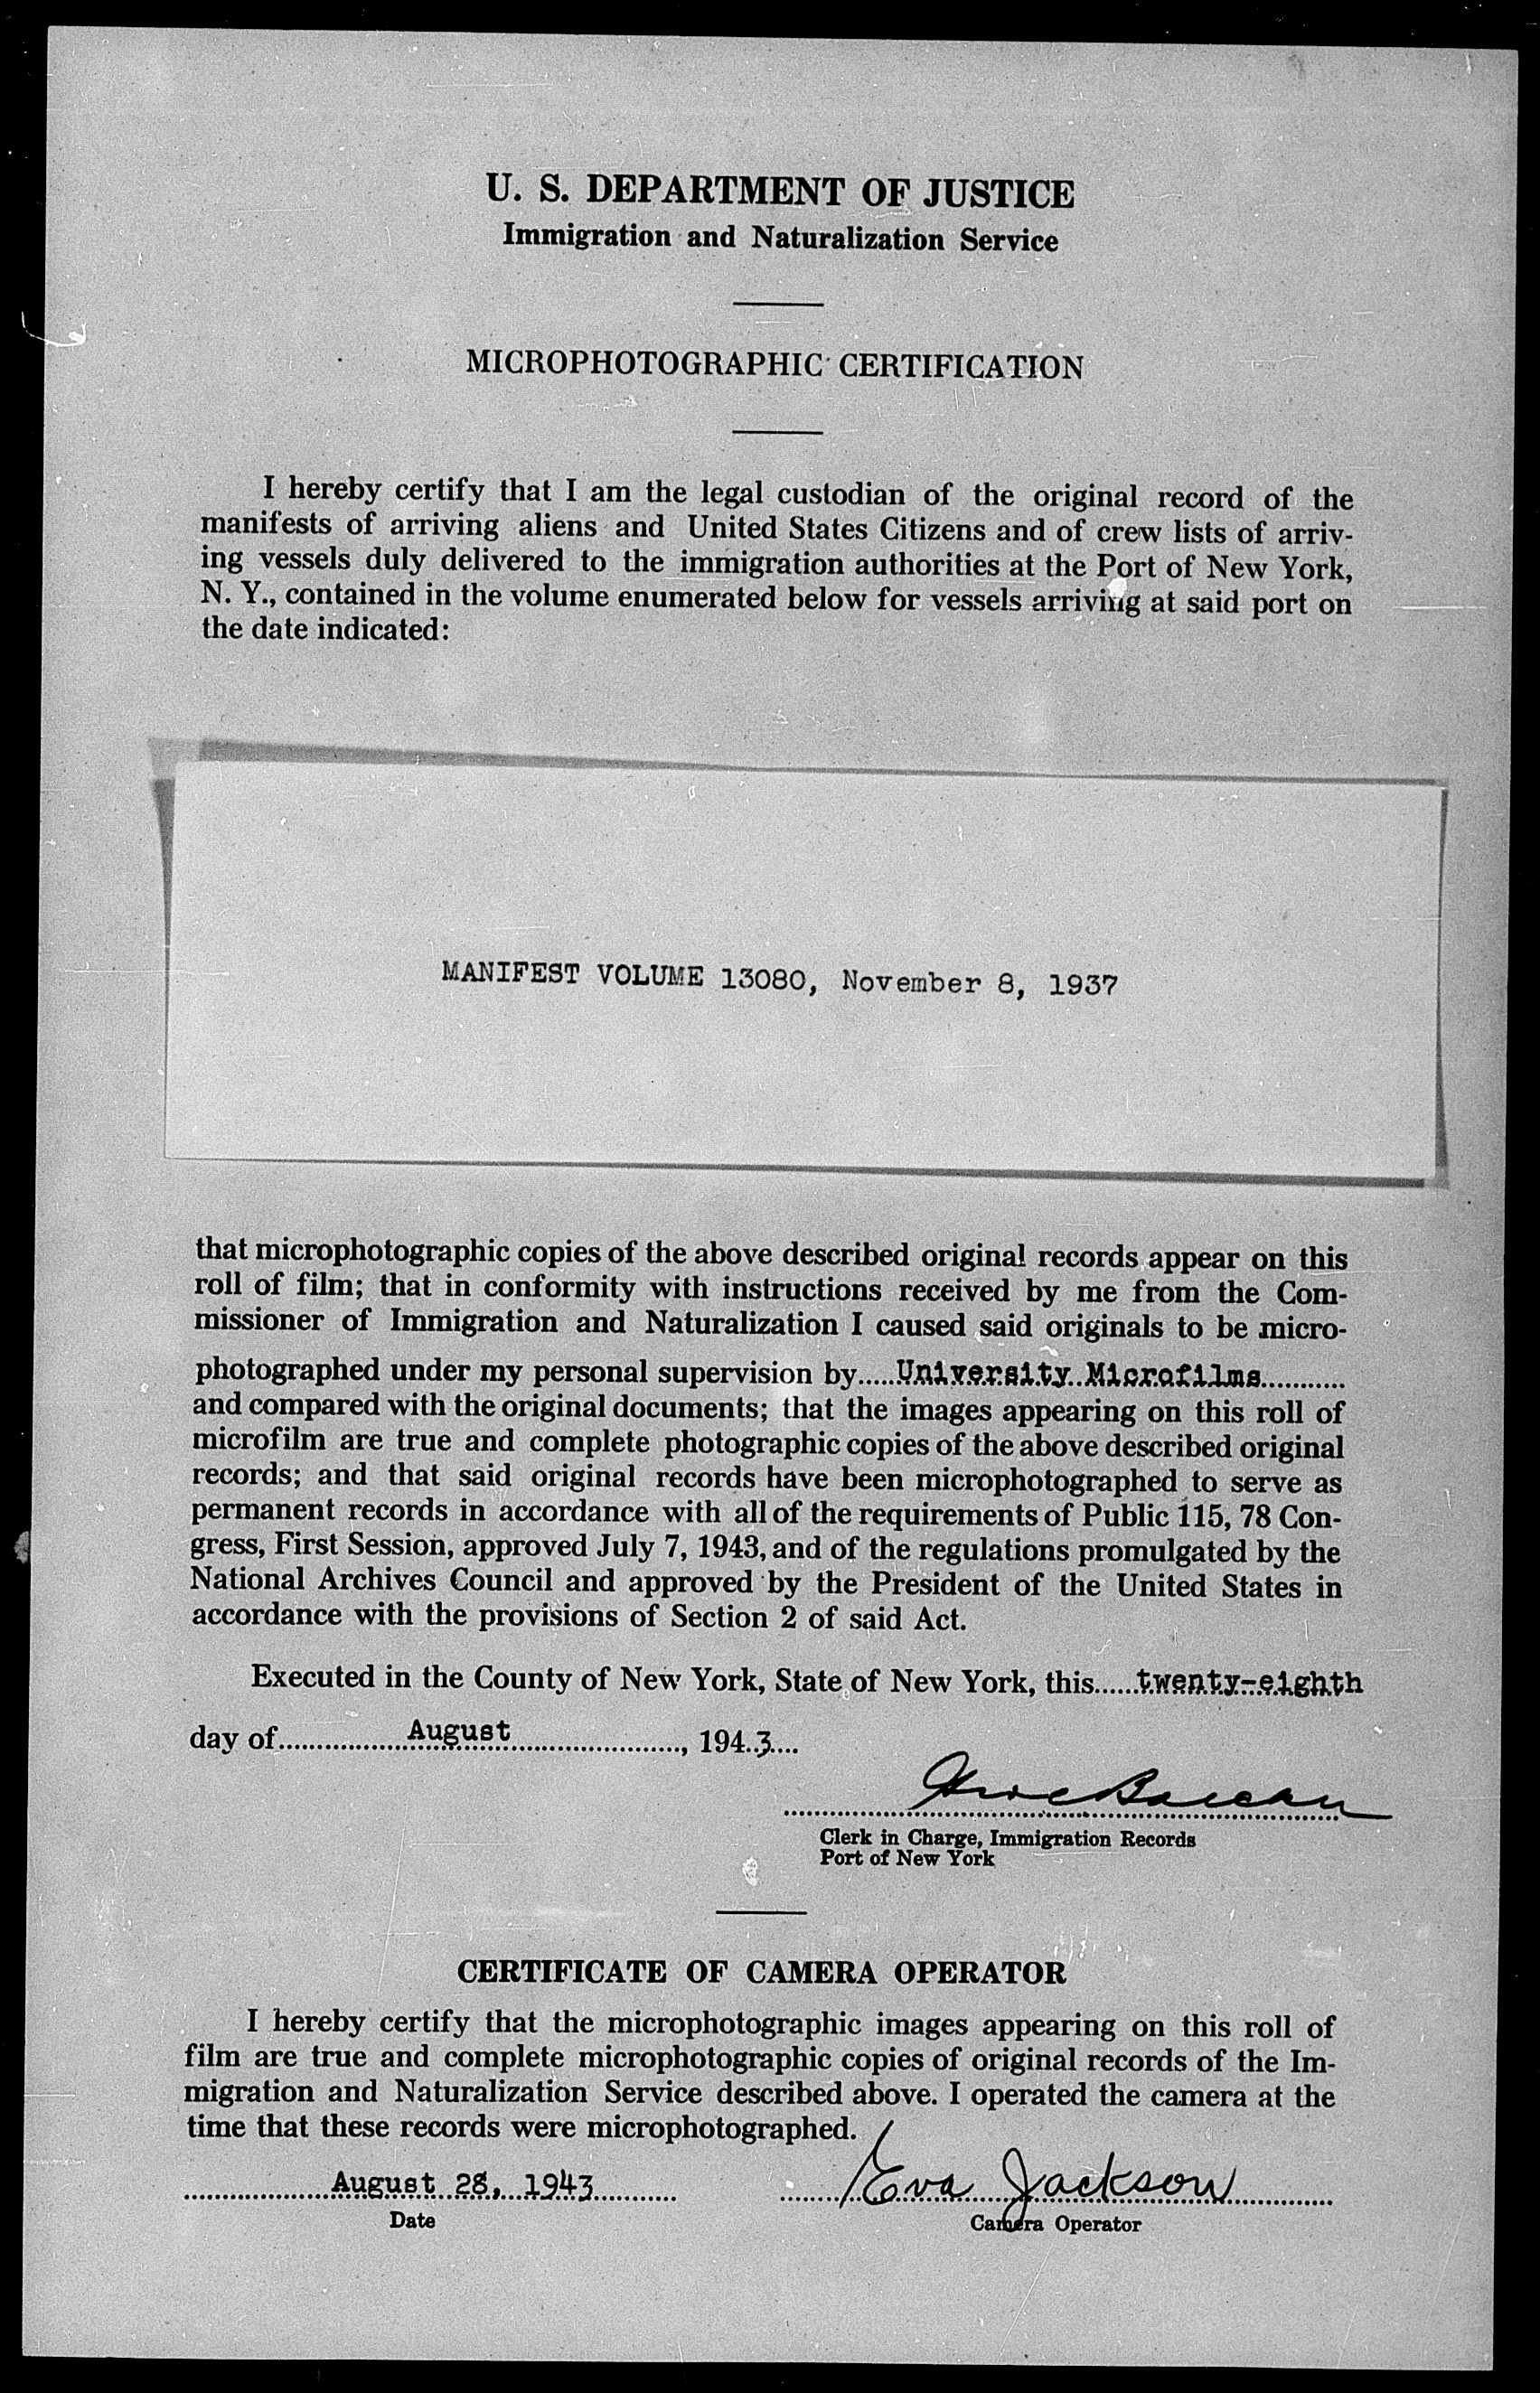 U. S. DEPARTMENT OF JUSTICE
Immigration and Naturalization Service
MICROPHOTOGRAPHIC CERTIFICATION
I hereby certify that I am the legal custodian of the original record of the
manifests of arriving aliens and United States Citizens and of crew lists of arriv-
ing vessels duly delivered to the immigration authorities at the Port of New York,
N. Y., contained in the volume enumerated below for vessels arriving at said port on
the date indicated:
MANIFEST VOLUME 13080, November 8, 1937
that microphotographic copies of the above described original records appear on this
roll of film; that in conformity with instructions received by me from the Com-
missioner of Immigration and Naturalization I caused said originals to be micro-
photographed under my personal supervision by.....University Microfilms...........
and compared with the original documents; that the images appearing on this roll of
microfilm are true and complete photographic copies of the above described original
records; and that said original records have been microphotographed to serve as
permanent records in accordance with all of the requirements of Public 115, 78 Con-
gress, First Session, approved July 7, 1943, and of the regulations promulgated by the
National Archives Council and approved by the President of the United States in
accordance with the provisions of Section 2 of said Act.
Executed in the County of New York, State of New York, this......twenty-eighth
day of.................August......................, 194..3....
Clerk in Charge, Immigration Records
Port of New York
CERTIFICATE OF CAMERA OPERATOR
I hereby certify that the microphotographic images appearing on this roll of
film are true and complete microphotographic copies of original records of the Im-
migration and Naturalization Service described above. I operated the camera at the
time that these records were microphotographed.
August 28, 1943 Eva Jackson
Date Camera Operator